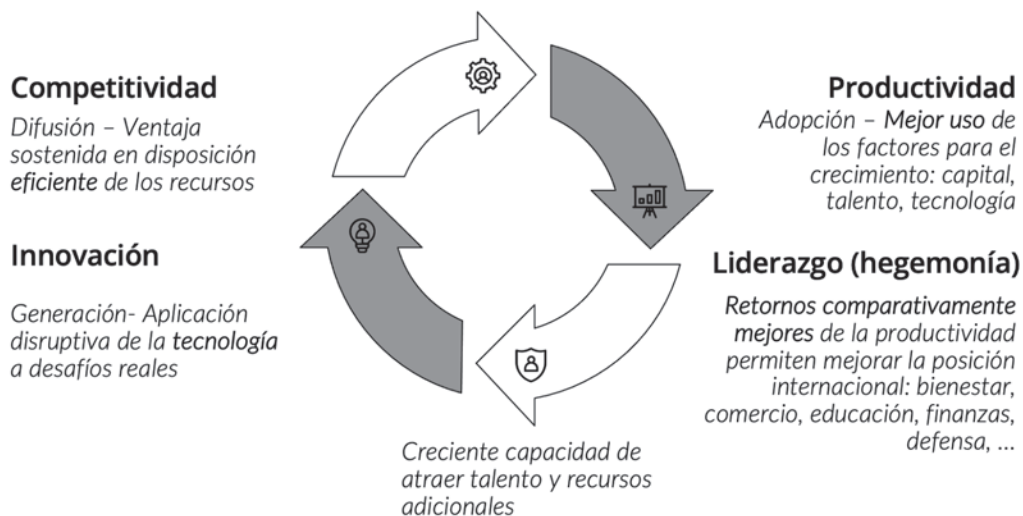 Competitividad
Difusión – Ventaja
sostenida en disposición
eficiente de los recursos
Productividad
Adopción – Mejor uso de
los factores para el
crecimiento: capital,
talento, tecnología
Innovación
Generación- Aplicación
disruptiva de la tecnología
a desafíos reales
Liderazgo (hegemonía)
Retornos comparativamente
mejores de la productividad
permiten mejorar la posición
internacional: bienestar,
comercio, educación, finanzas,
defensa, ...
Creciente capacidad de
atraer talento y recursos
adicionales